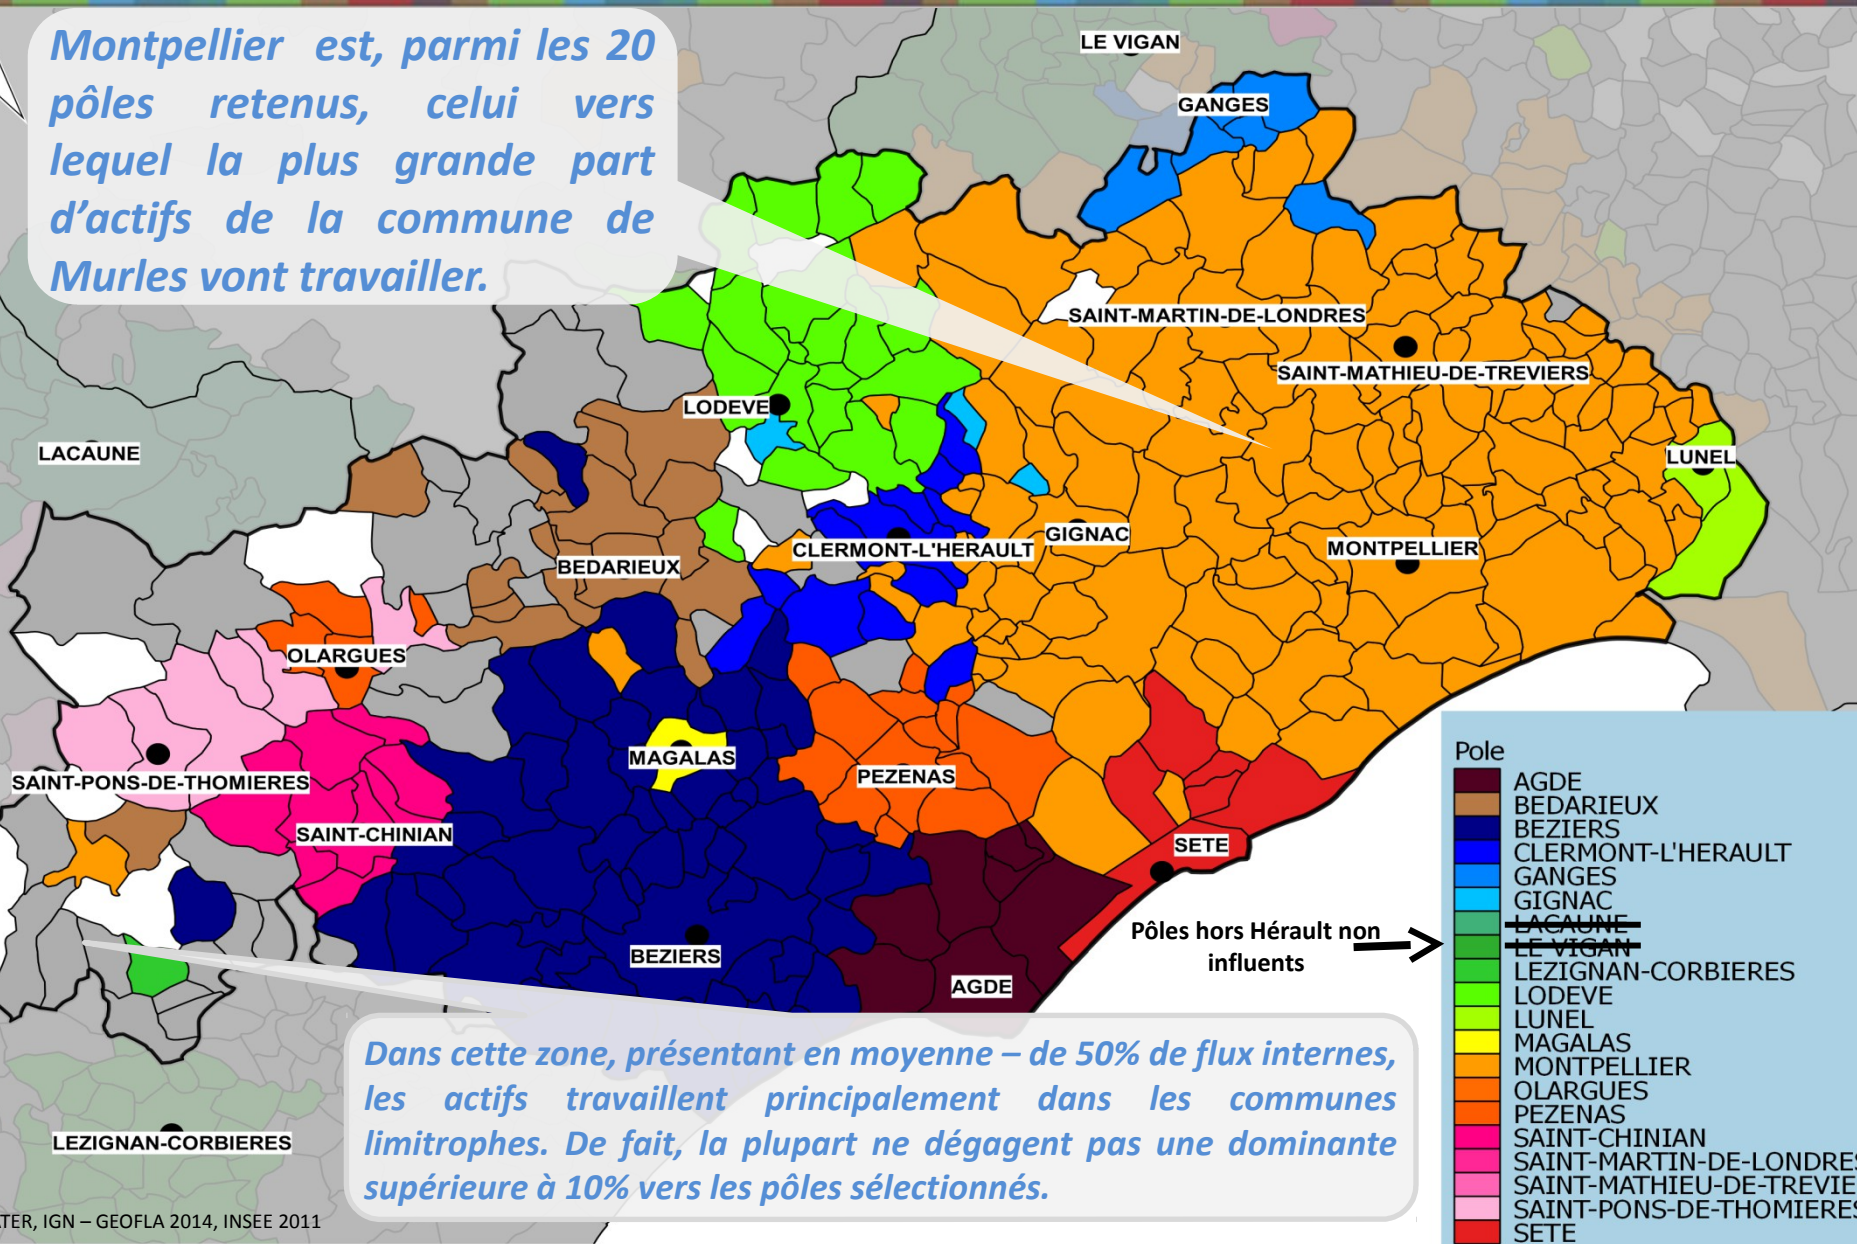 Montpellier est, parmi les 20
pôles retenus, celui vers
lequel la plus grande part
d'actifs de la commune de
Murles vont travailler.
LE VIGAN
GANGES
SAINT-MARTIN-DE-LONDRES
SAINT-MATHIEU-DE-TREVIERS
LODEVE
LACAUNE
LUNEL
CLERMONT-L'HERAULT
GIGNAC
MONTPELLIER
BEDARIEUX
OLARGUES
MAGALAS
PEZENAS
SAINT-PONS-DE-THOMIERES
SAINT-CHINIAN
SETE
BEZIERS
AGDE
LEZIGNAN-CORBIERES
Pôles hors Hérault non
influents
Pole
AGDE
BEDARIEUX
BEZIERS
CLERMONT-L'HERAULT
GANGES
GIGNAC
LACAUNE
LE VIGAN
LEZIGNAN-CORBIERES
LODEVE
LUNEL
MAGALAS
MONTPELLIER
OLARGUES
PEZENAS
SAINT-CHINIAN
SAINT-MARTIN-DE-LONDRES
SAINT-MATHIEU-DE-TREVIE
SAINT-PONS-DE-THOMIERES
SETE
Dans cette zone, présentant en moyenne – de 50% de flux internes,
les actifs travaillent principalement dans les communes
limitrophes. De fait, la plupart ne dégagent pas une dominante
supérieure à 10% vers les pôles sélectionnés.
TER, IGN – GEOFLA 2014, INSEE 2011